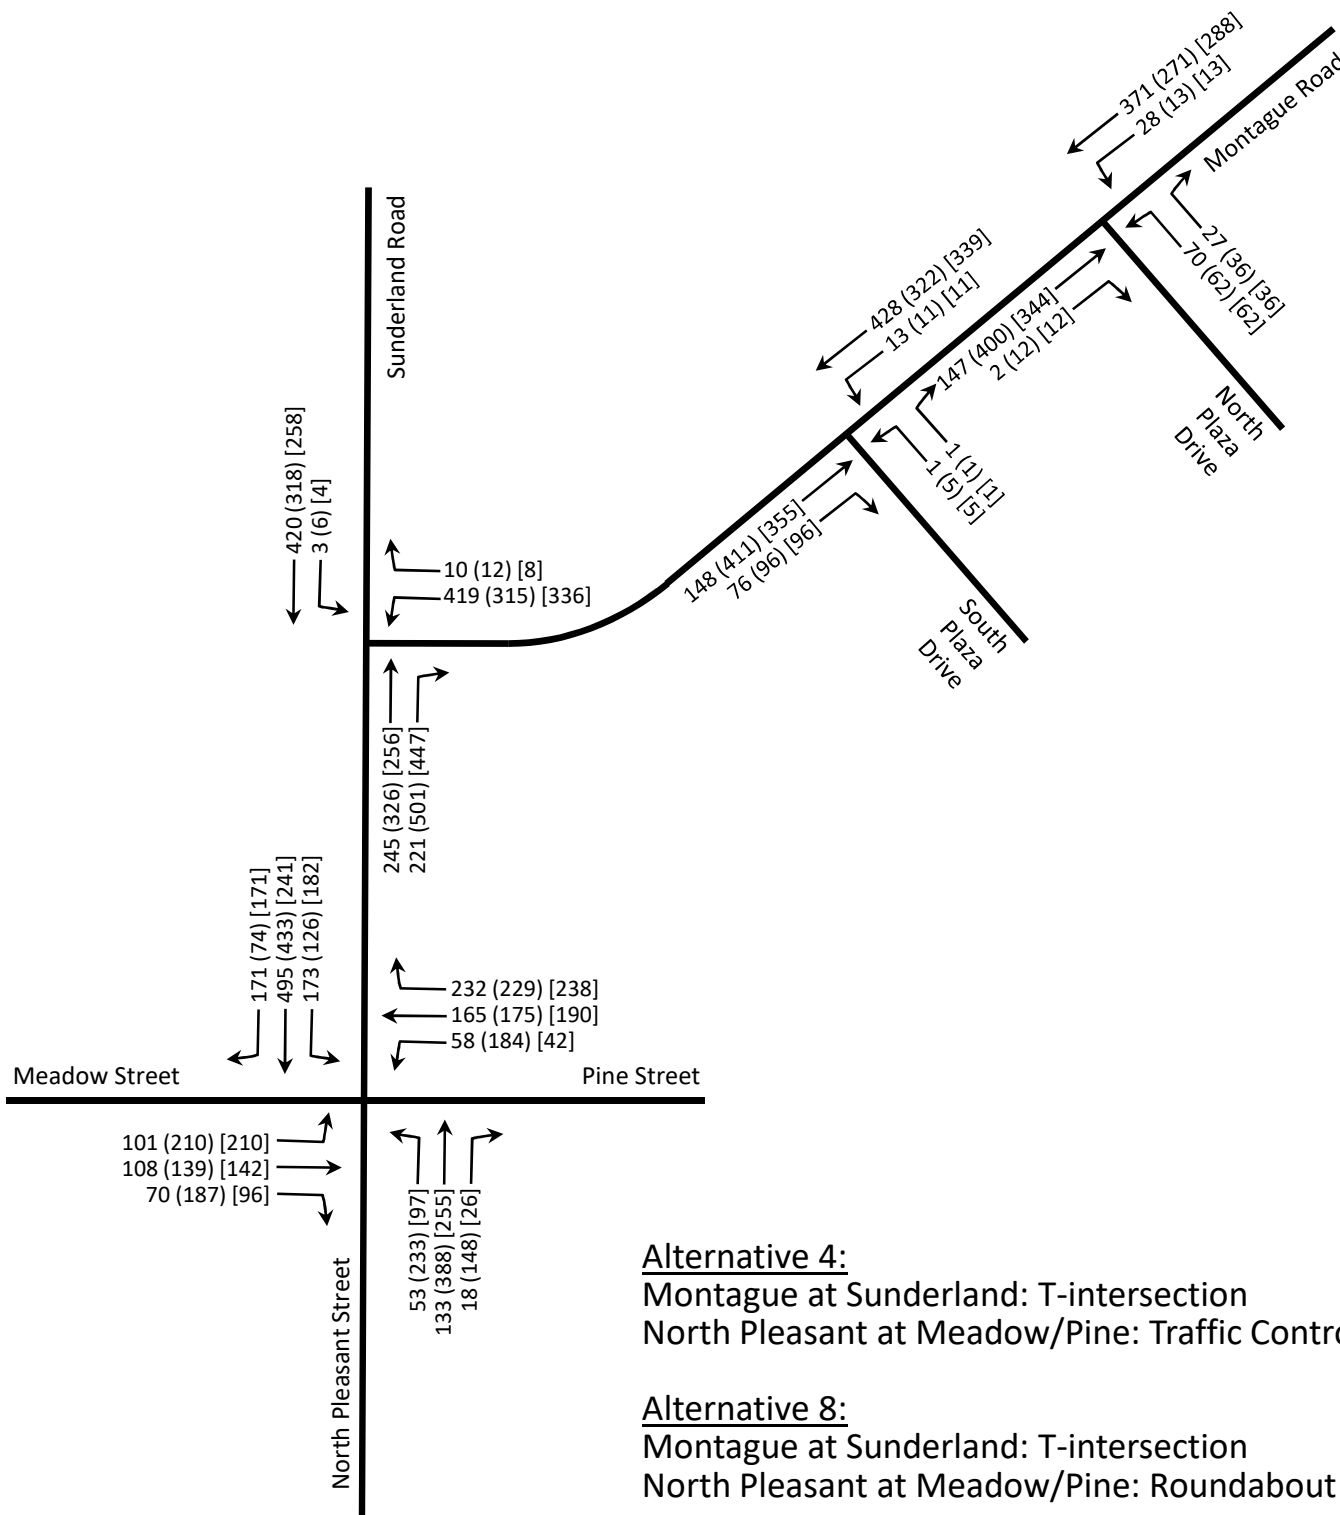 371 (271) [288]
28 (13) [13]
Montague Road
27 (36) [36]
70 (62) [62]
Sunderland Road
428 (322) [339]
13 (11) [11]
147 (400) [344]
2 (12) [12]
North
Plaza
Drive
1 (1) [1]
1 (5) [5]
420 (318) [258]
3 (6) [4]
148 (411) [355]
76 (96) [96]
10 (12) [8]
419 (315) [336]
South
Plaza
Drive
245 (326) [256]
221 (501) [447]
171 (74) [171]
495 (433) [241]
173 (126) [182]
232 (229) [238]
165 (175) [190]
58 (184) [42]
Meadow Street
Pine Street
101 (210) [210]
108 (139) [142]
70 (187) [96]
53 (233) [97]
133 (388) [255]
18 (148) [26]
North Pleasant Street
Alternative 4:
Montague at Sunderland: T-intersection
North Pleasant at Meadow/Pine: Traffic Contro
Alternative 8:
Montague at Sunderland: T-intersection
North Pleasant at Meadow/Pine: Roundabout